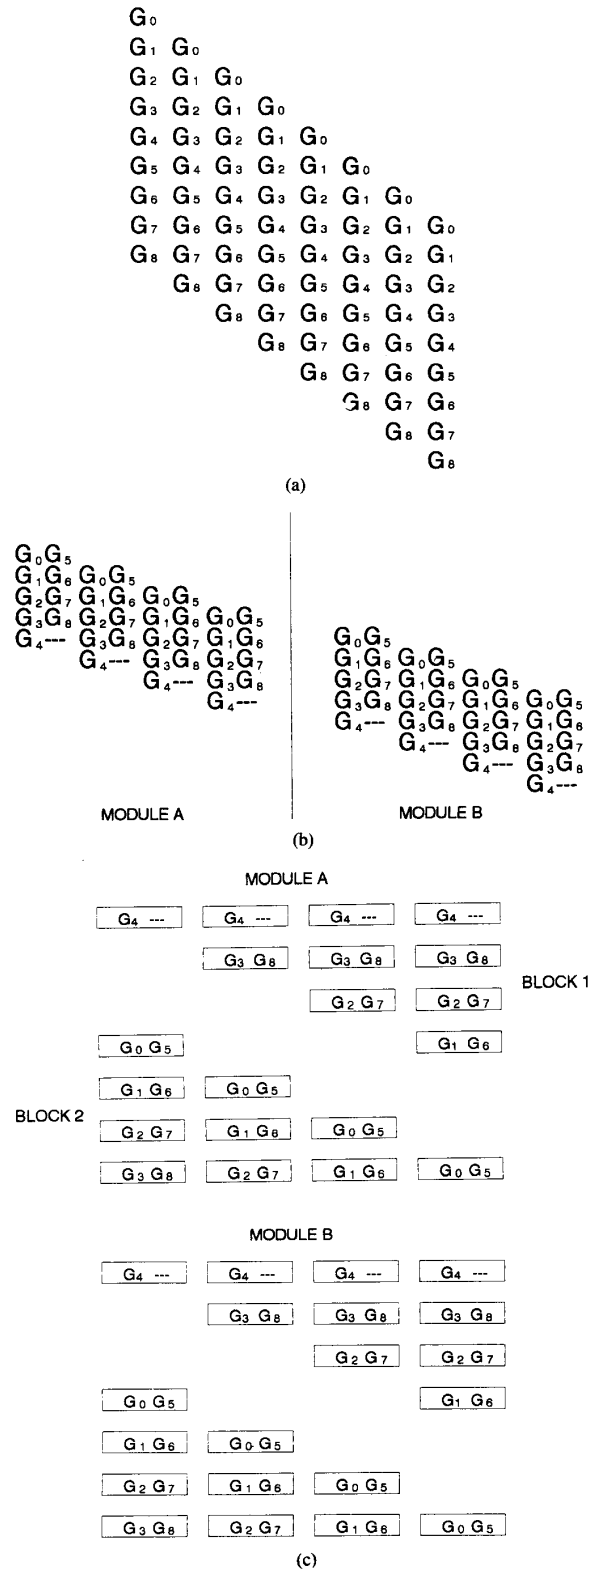 G0
G1 G0
G2 G1 G0
G3 G2 G1 G0
G4 G3 G2 G1 G0
G5 G4 G3 G2 G1 G0
G6 G5 G4 G3 G2 G1 G0
G7 G6 G5 G4 G3 G2 G1 G0
G8 G7 G6 G5 G4 G3 G2 G1
G8 G7 G6 G5 G4 G3 G2
G8 G7 G6 G5 G4 G3
G8 G7 G6 G5 G4
G8 G7 G6 G5
G8 G7 G6
G8 G7
G8
(a)
G0G5
G1G6 G0G5
G2G7 G1G6 G0G5
G3G8 G2G7 G1G6 G0G5
G4--- G3G8 G2G7 G1G6
G4--- G3G8 G2G7
G4--- G3G8
G4---
MODULE A
G0G5
G1G6 G0G5
G2G7 G1G6 G0G5
G3G8 G2G7 G1G6 G0G5
G4--- G3G8 G2G7 G1G6
G4--- G3G8 G2G7
G4--- G3G8
G4---
MODULE B
(b)
MODULE A
G4 --- G4 --- G4 --- G4 ---
G3 G8 G3 G8 G3 G8
BLOCK 1
G2 G7 G2 G7
G0 G5 G1 G6
G1 G6 G0 G5
BLOCK 2
G2 G7 G1 G6 G0 G5
G3 G8 G2 G7 G1 G6 G0 G5
MODULE B
G4 --- G4 --- G4 --- G4 ---
G3 G8 G3 G8 G3 G8
G2 G7 G2 G7
G0 G5 G1 G6
G1 G6 G0 G5
G2 G7 G1 G6 G0 G5
G3 G8 G2 G7 G1 G6 G0 G5
(c)